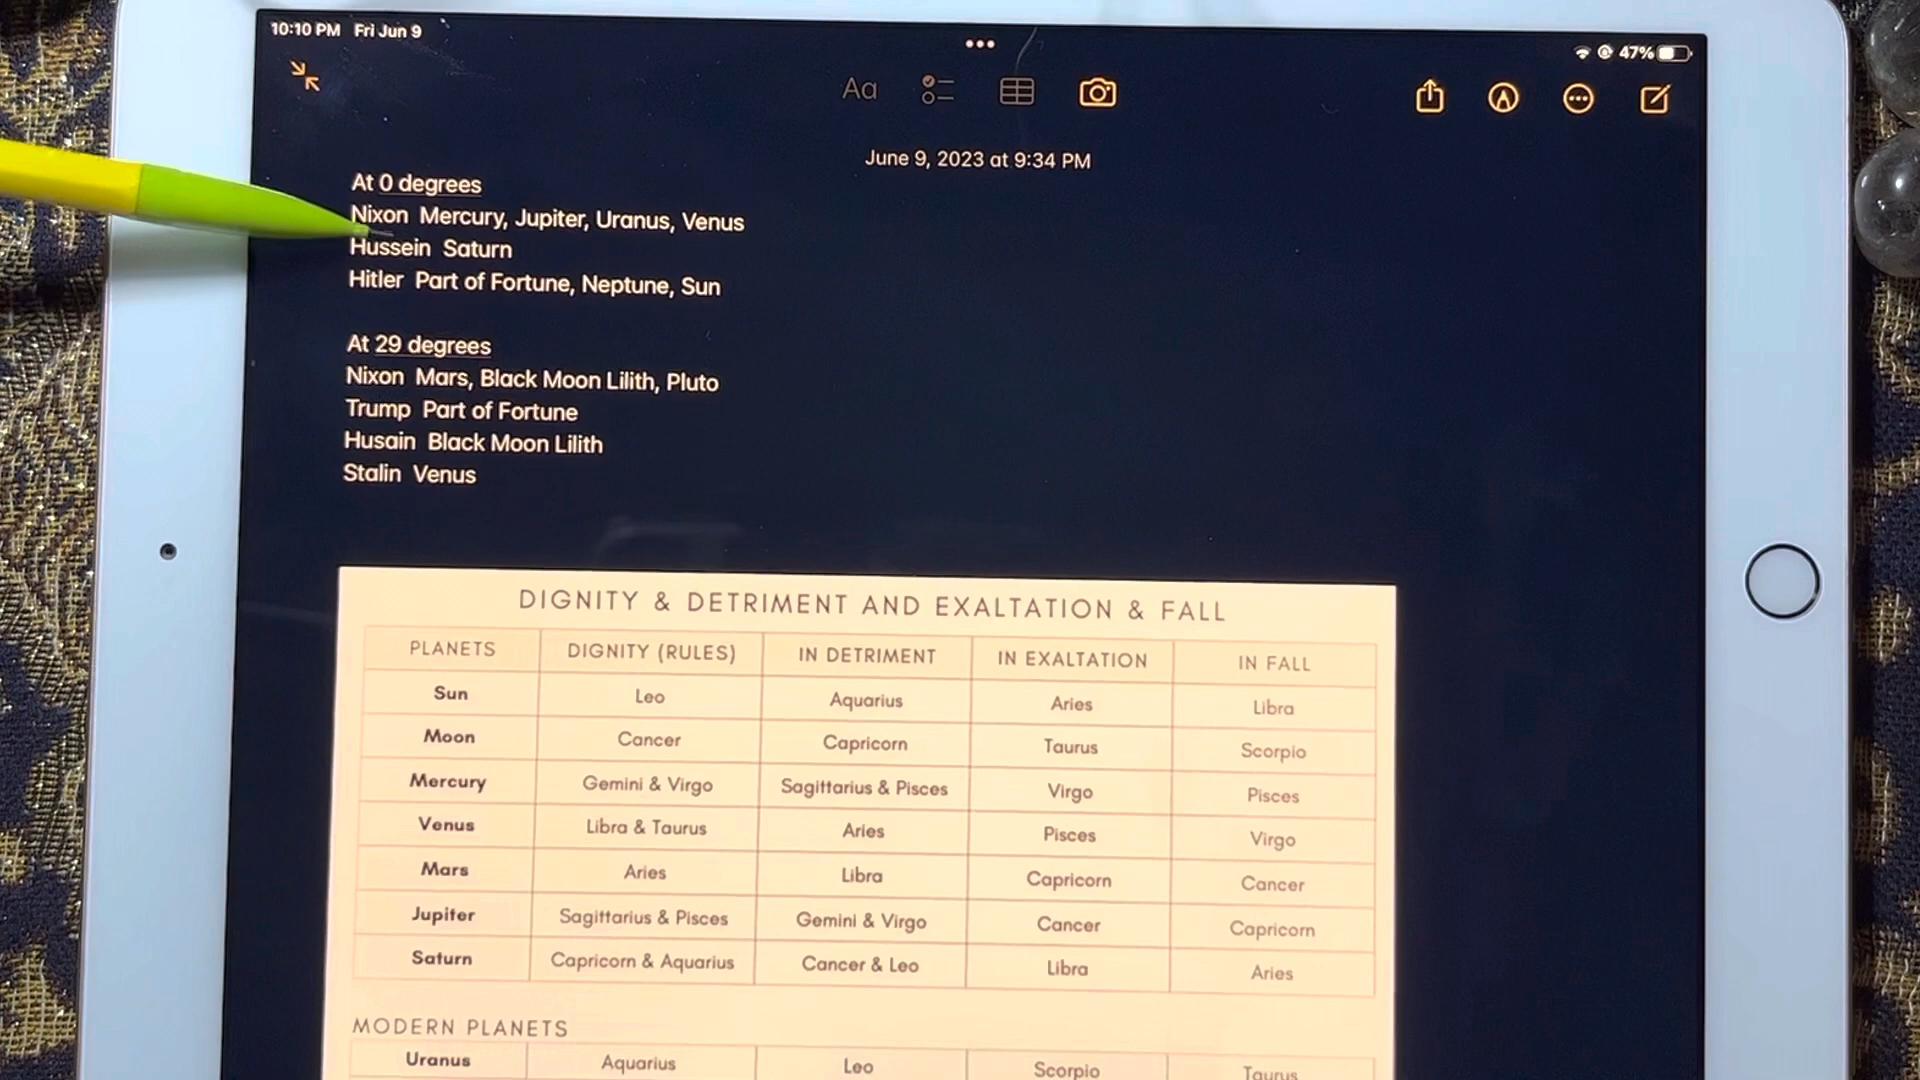 10:10 PM Fri Jun 9
47%
Aa
June 9, 2023 at 9:34 PM
At 0 degrees
Nixon Mercury, Jupiter, Uranus, Venus
Hussein Saturn
Hitler Part of Fortune, Neptune, Sun
At 29 degrees
Nixon Mars, Black Moon Lilith, Pluto
Trump Part of Fortune
Husain Black Moon Lilith
Stalin Venus
DIGNITY & DETRIMENT AND EXALTATION & FALL
PLANETS DIGNITY (RULES) IN DETRIMENT IN EXALTATION IN FALL
Sun Leo Aquarius Aries Libra
Moon Cancer Capricorn Taurus Scorpio
Mercury Gemini & Virgo Sagittarius & Pisces Virgo Pisces
Venus Libra & Taurus Aries Pisces Virgo
Mars Aries Libra Capricorn Cancer
Jupiter Sagittarius & Pisces Gemini & Virgo Cancer Capricorn
Saturn Capricorn & Aquarius Cancer & Leo Libra Aries
MODERN PLANETS
Uranus Aquarius Leo Scorpio Taurus